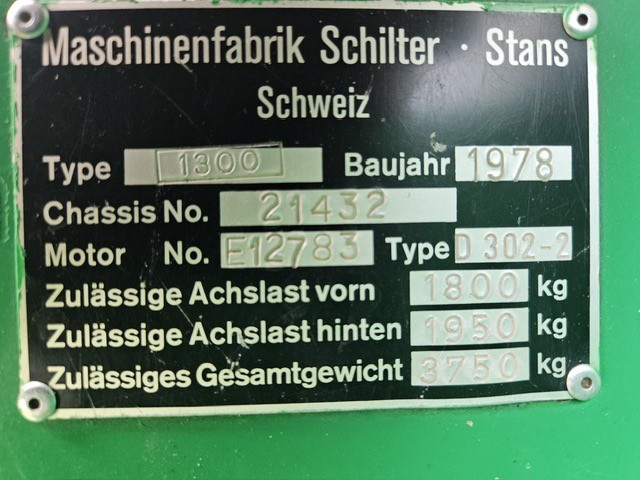 Maschinenfabrik Schilter · Stans
Schweiz
Type 1300 Baujahr 1978
Chassis No. 21432
Motor No. E12783 Type D 302-2
Zulässige Achslast vorn 1800 kg
Zulässige Achslast hinten 1950 kg
Zulässiges Gesamtgewicht 3750 kg